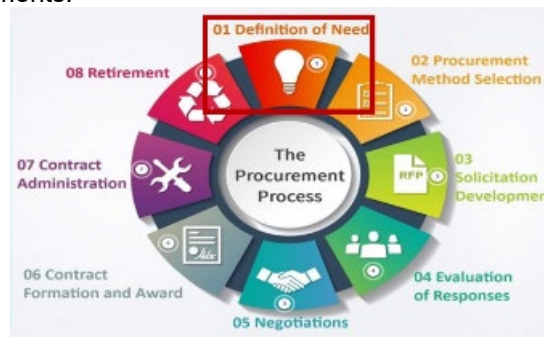 01 Definition of Need
02 Procurement
Method Selection
03
Solicitation
Development
RFP
04 Evaluation
of Responses
05 Negotiations
06 Contract
Formation and Award
07 Contract
Administration
08 Retirement
The
Procurement
Process